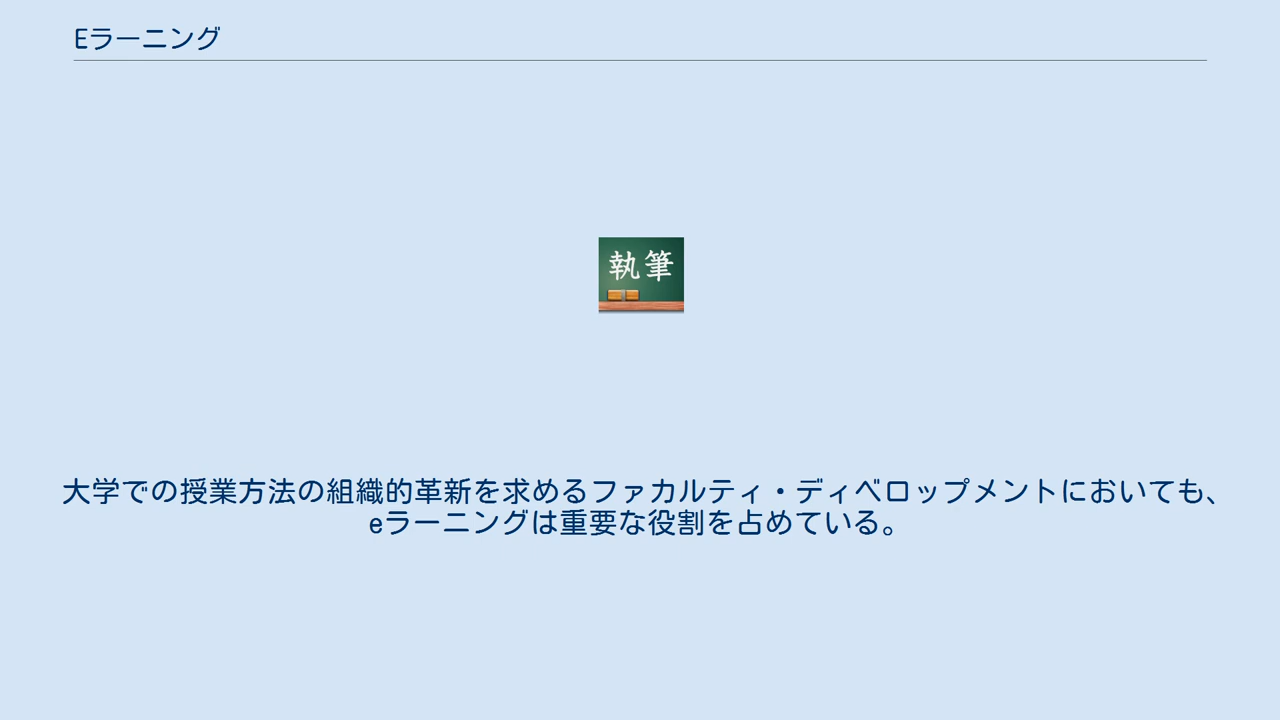 Eラーニング
執筆
大学での授業方法の組織的革新を求めるファカルティ・ディベロップメントにおいても、
eラーニングは重要な役割を占めている。